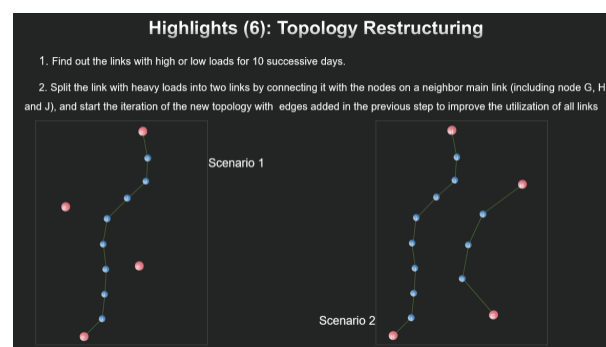 Highlights (6): Topology Restructuring
1. Find out the links with high or low loads for 10 successive days.
2. Split the link with heavy loads into two links by connecting it with the nodes on a neighbor main link (including node G, H
and J), and start the iteration of the new topology with edges added in the previous step to improve the utilization of all links
Scenario 1
Scenario 2